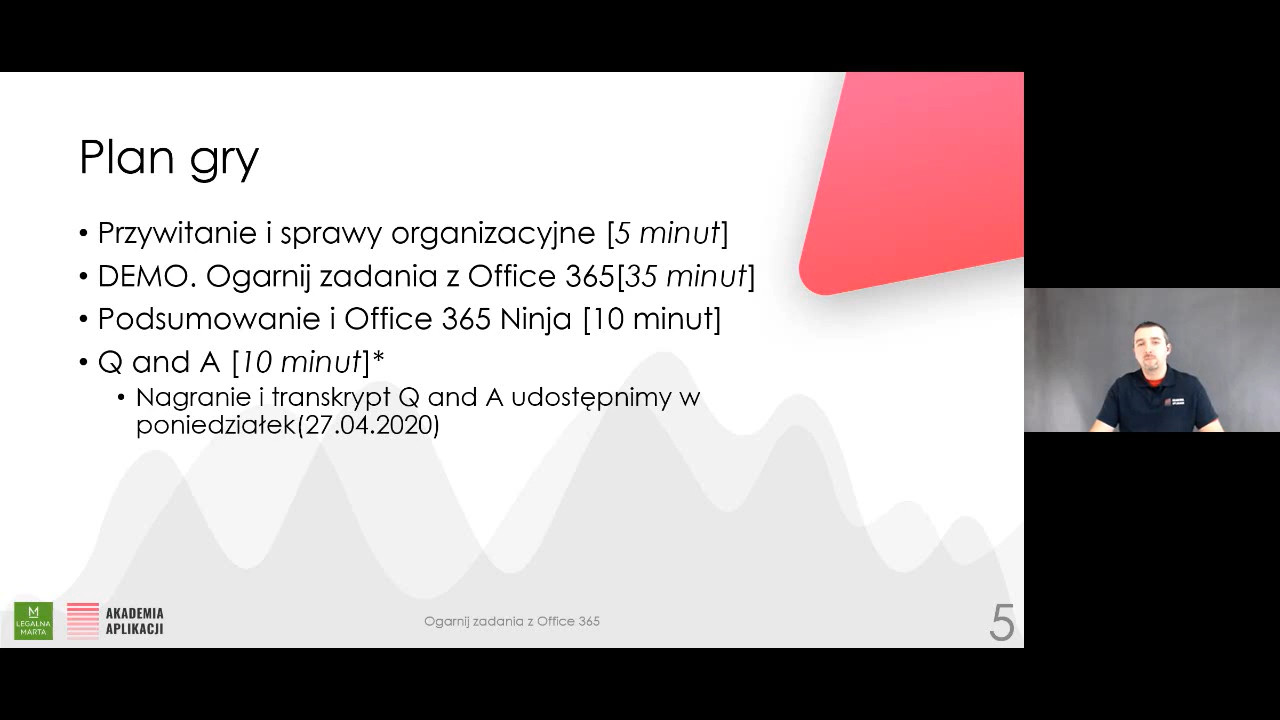 Plan gry
• Przywitanie i sprawy organizacyjne [5 minut]
• DEMO. Ogarnij zadania z Office 365[35 minut]
• Podsumowanie i Office 365 Ninja [10 minut]
• Q and A [10 minut]*
• Nagranie i transkrypt Q and A udostępnimy w
poniedziałek(27.04.2020)
M
LEGALNA
MARTA
AKADEMIA
APLIKACJI
Ogarnij zadania z Office 365
5